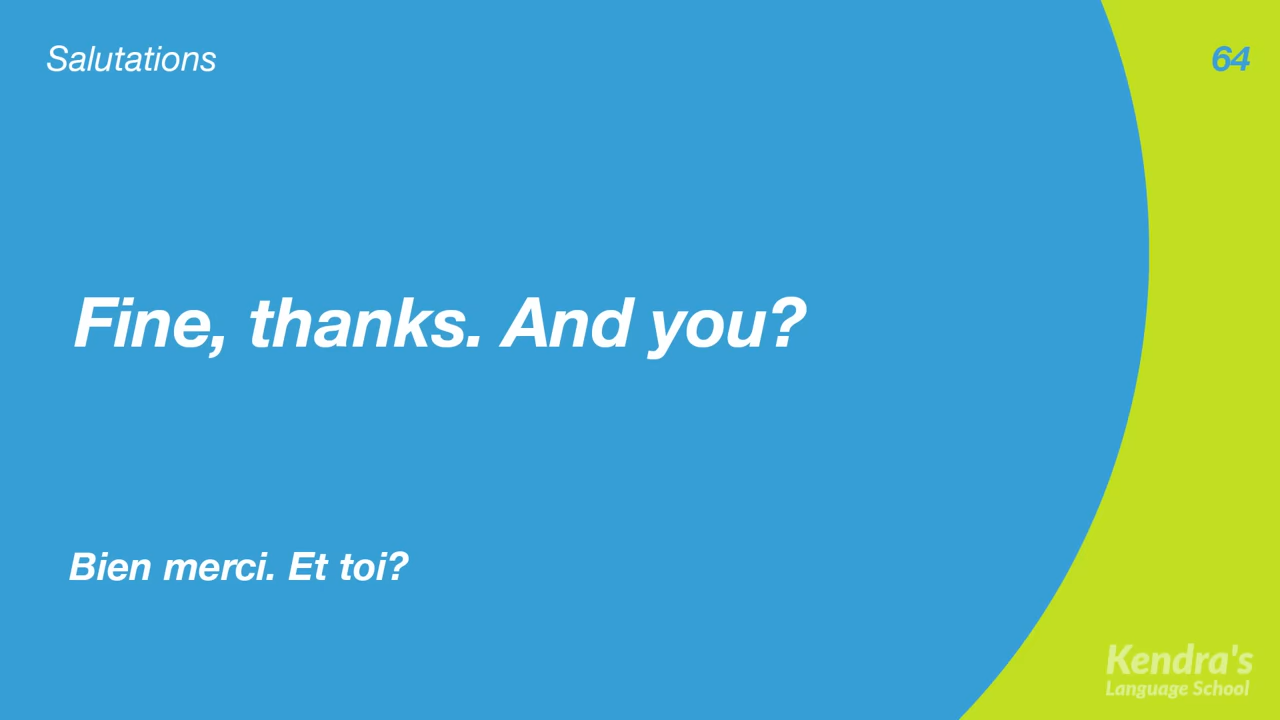 Salutations
64
Fine, thanks. And you?
Bien merci. Et toi?
Kendra's
Language School